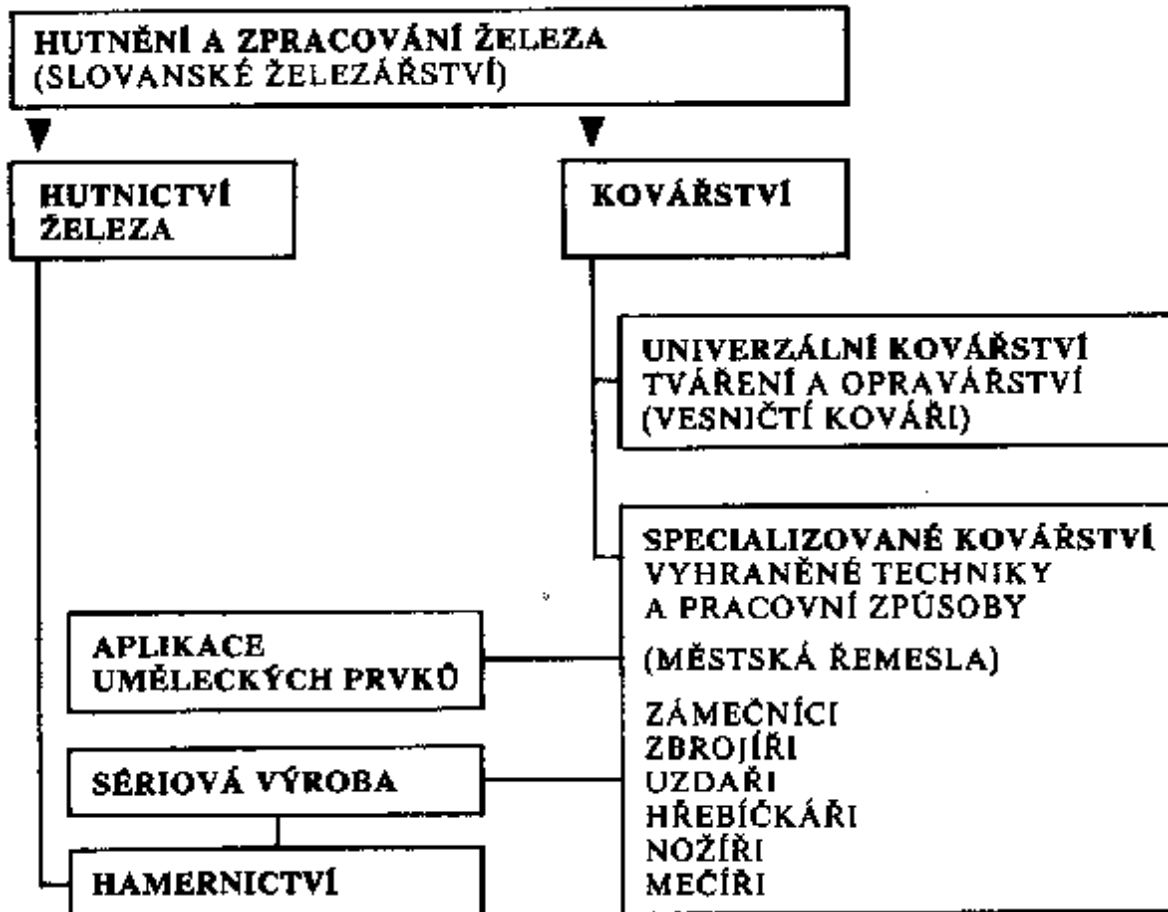 HUTNĚNÍ A ZPRACOVÁNÍ ŽELEZA
(SLOVANSKÉ ŽELEZÁŘSTVÍ)
HUTNICTVÍ
ŽELEZA
KOVÁŘSTVÍ
UNIVERZÁLNÍ KOVÁŘSTVÍ
TVÁŘENÍ A OPRAVÁŘSTVÍ
(VESNIČTÍ KOVÁŘI)
SPECIALIZOVANÉ KOVÁŘSTVÍ
VYHRANĚNÉ TECHNIKY
A PRACOVNÍ ZPŮSOBY
(MĚSTSKÁ ŘEMESLA)
ZÁMEČNÍCI
ZBROJÍŘI
UZDAŘI
HŘEBÍČKÁŘI
NOŽÍŘI
MEČÍŘI
APLIKACE
UMĚLECKÝCH PRVKŮ
SÉRIOVÁ VÝROBA
HAMERNICTVÍ